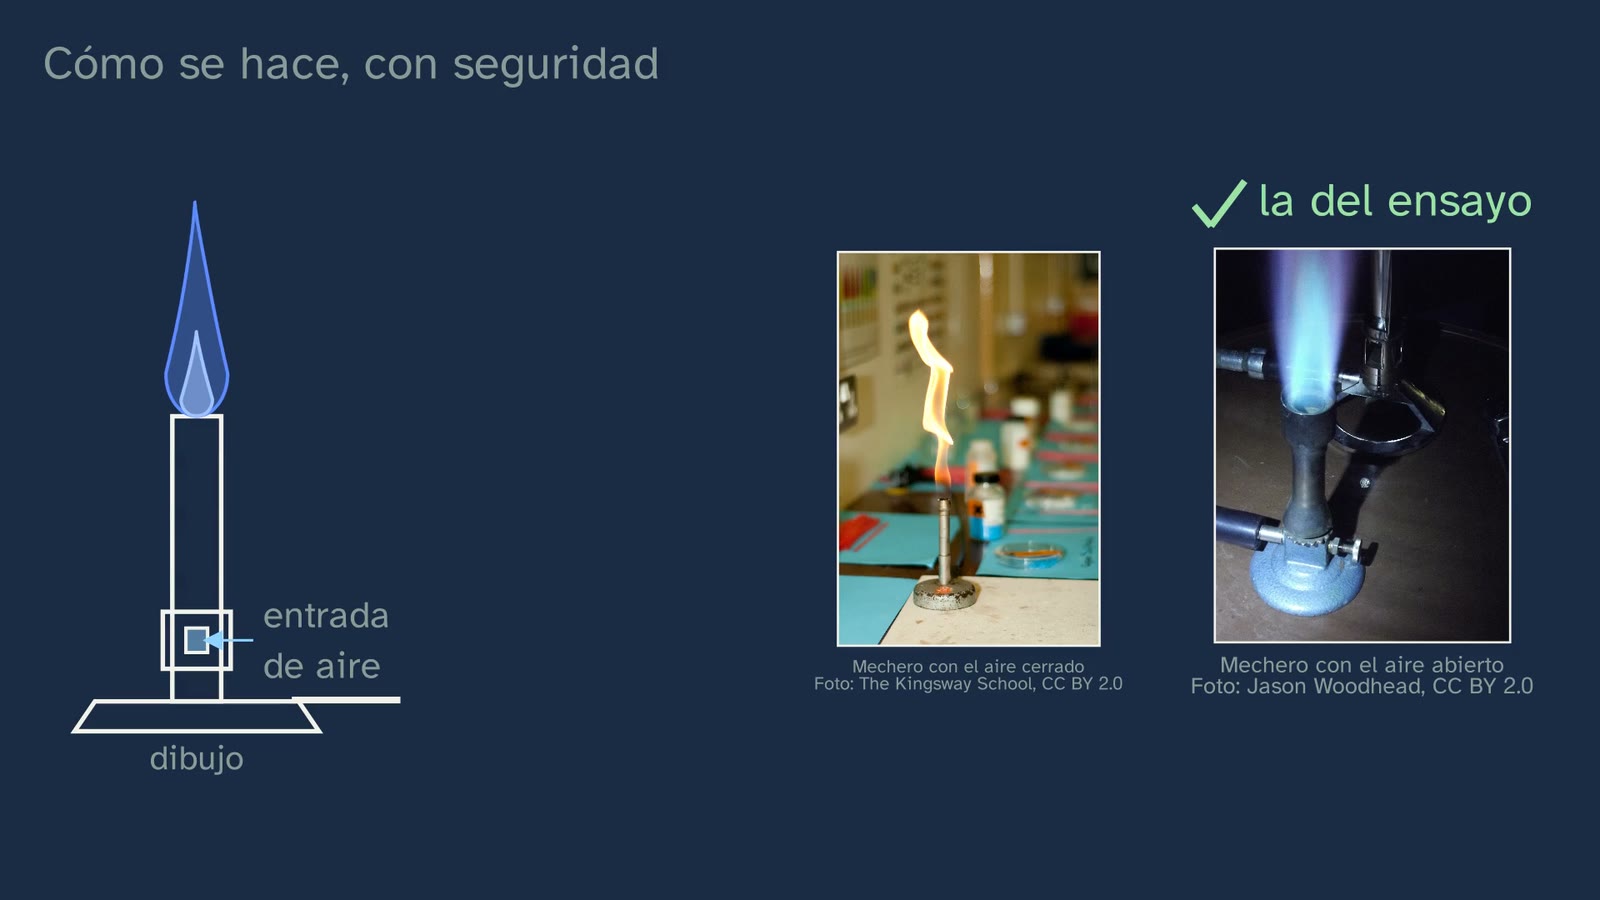 Cómo se hace, con seguridad
la del ensayo
entrada
de aire
dibujo
Mechero con el aire cerrado
Foto: The Kingsway School, CC BY 2.0
Mechero con el aire abierto
Foto: Jason Woodhead, CC BY 2.0